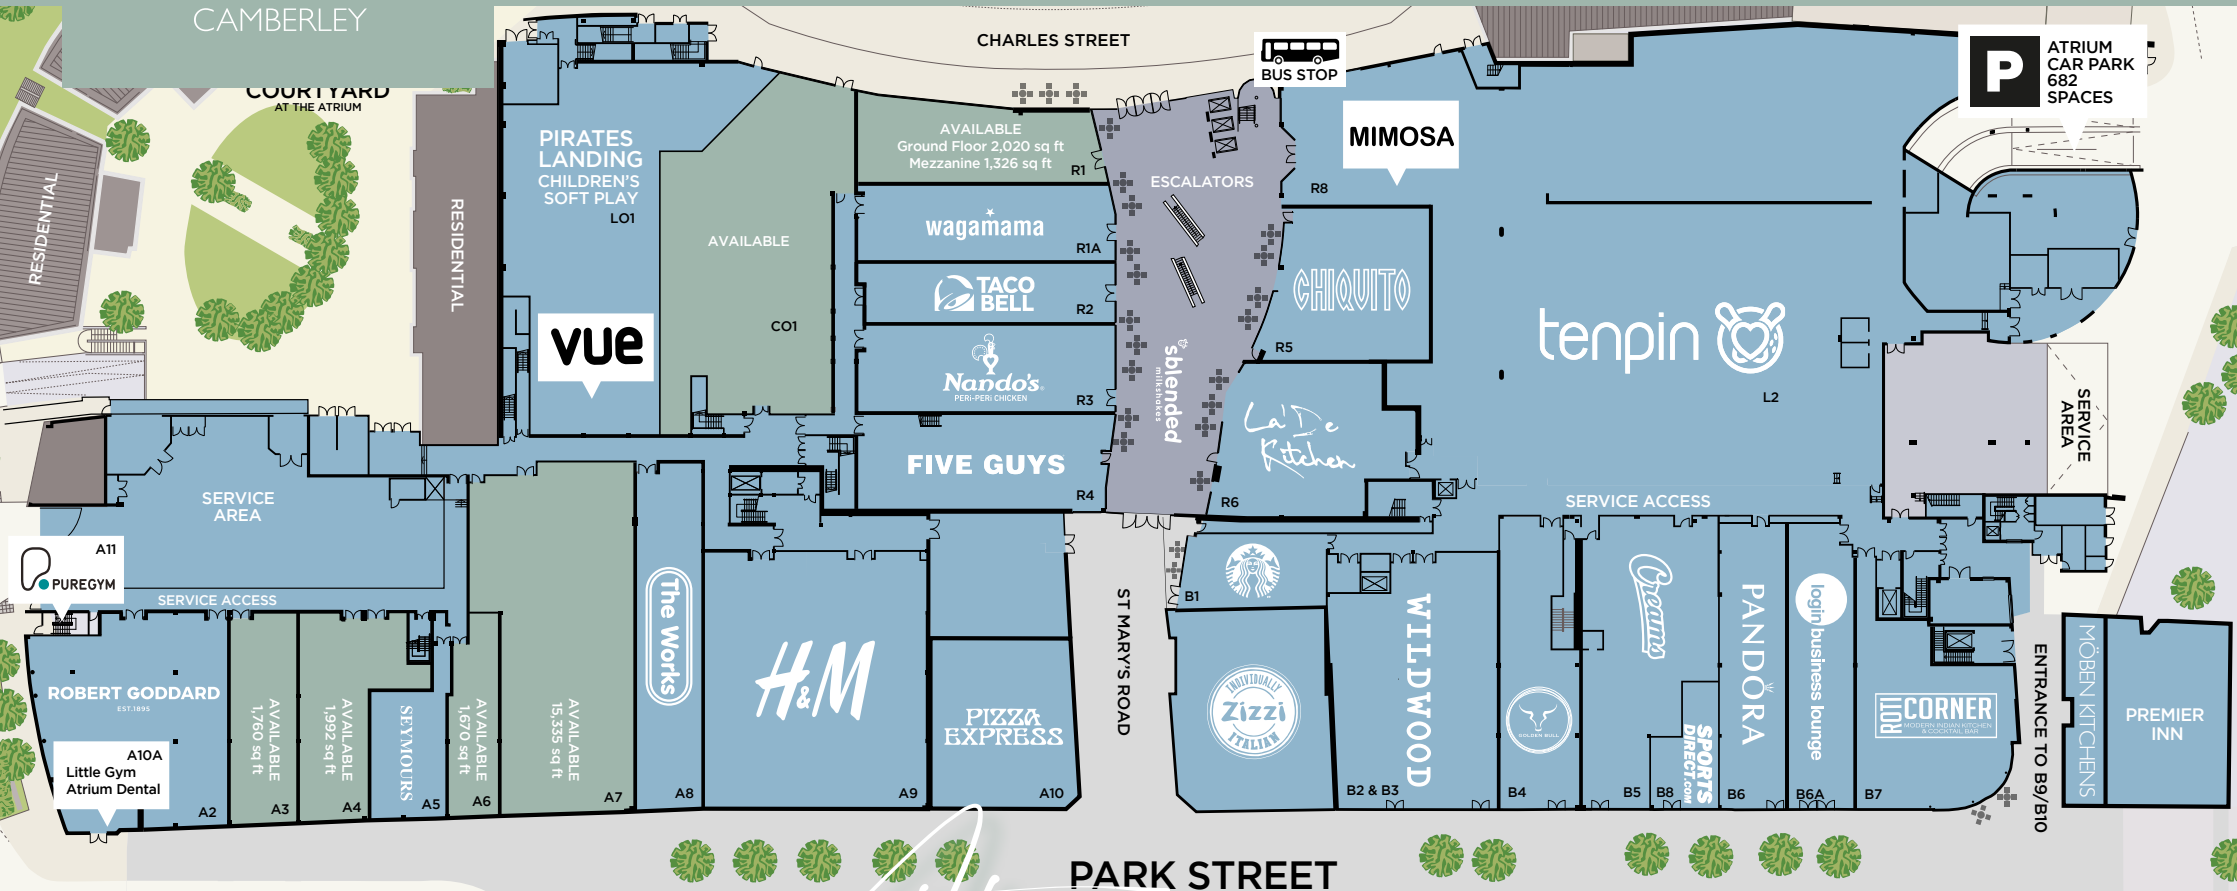 CAMBERLEY
COURTYARD
AT THE ATRIUM
RESIDENTIAL
RESIDENTIAL
CHARLES STREET
BUS STOP
P
ATRIUM
CAR PARK
682
SPACES
PIRATES
LANDING
CHILDREN'S
SOFT PLAY
LO1
vue
AVAILABLE
CO1
AVAILABLE
Ground Floor 2,020 sq ft
Mezzanine 1,326 sq ft
R1
wagamama
R1A
TACO
BELL
R2
Nando's
PERi-PERi CHICKEN
R3
FIVE GUYS
R4
ESCALATORS
sblended
milkshakes
MIMOSA
R8
CHIQUITO
R5
La'De
Kitchen
R6
tenpin
L2
SERVICE
AREA
SERVICE ACCESS
SERVICE
AREA
A11
PUREGYM
SERVICE ACCESS
ROBERT GODDARD
EST.1895
A10A
Little Gym
Atrium Dental
A2
AVAILABLE
1,760 sq ft
A3
AVAILABLE
1,992 sq ft
A4
SEYMOURS
A5
AVAILABLE
1,670 sq ft
A6
AVAILABLE
15,335 sq ft
A7
The Works
A8
H&M
A9
PIZZA
EXPRESS
A10
ST MARY'S ROAD
B1
INDIVIDUALLY
Zizzi
ITALIAN
WILDWOOD
B2 & B3
GOLDEN BULL
B4
Creams
B5
SPORTS
DIRECT.COM
B8
PANDORA
B6
login business lounge
B6A
ROTI
CORNER
MODERN INDIAN KITCHEN
& COCKTAIL BAR
B7
ENTRANCE TO B9/B10
MÖBEN KITCHENS
PREMIER
INN
PARK STREET